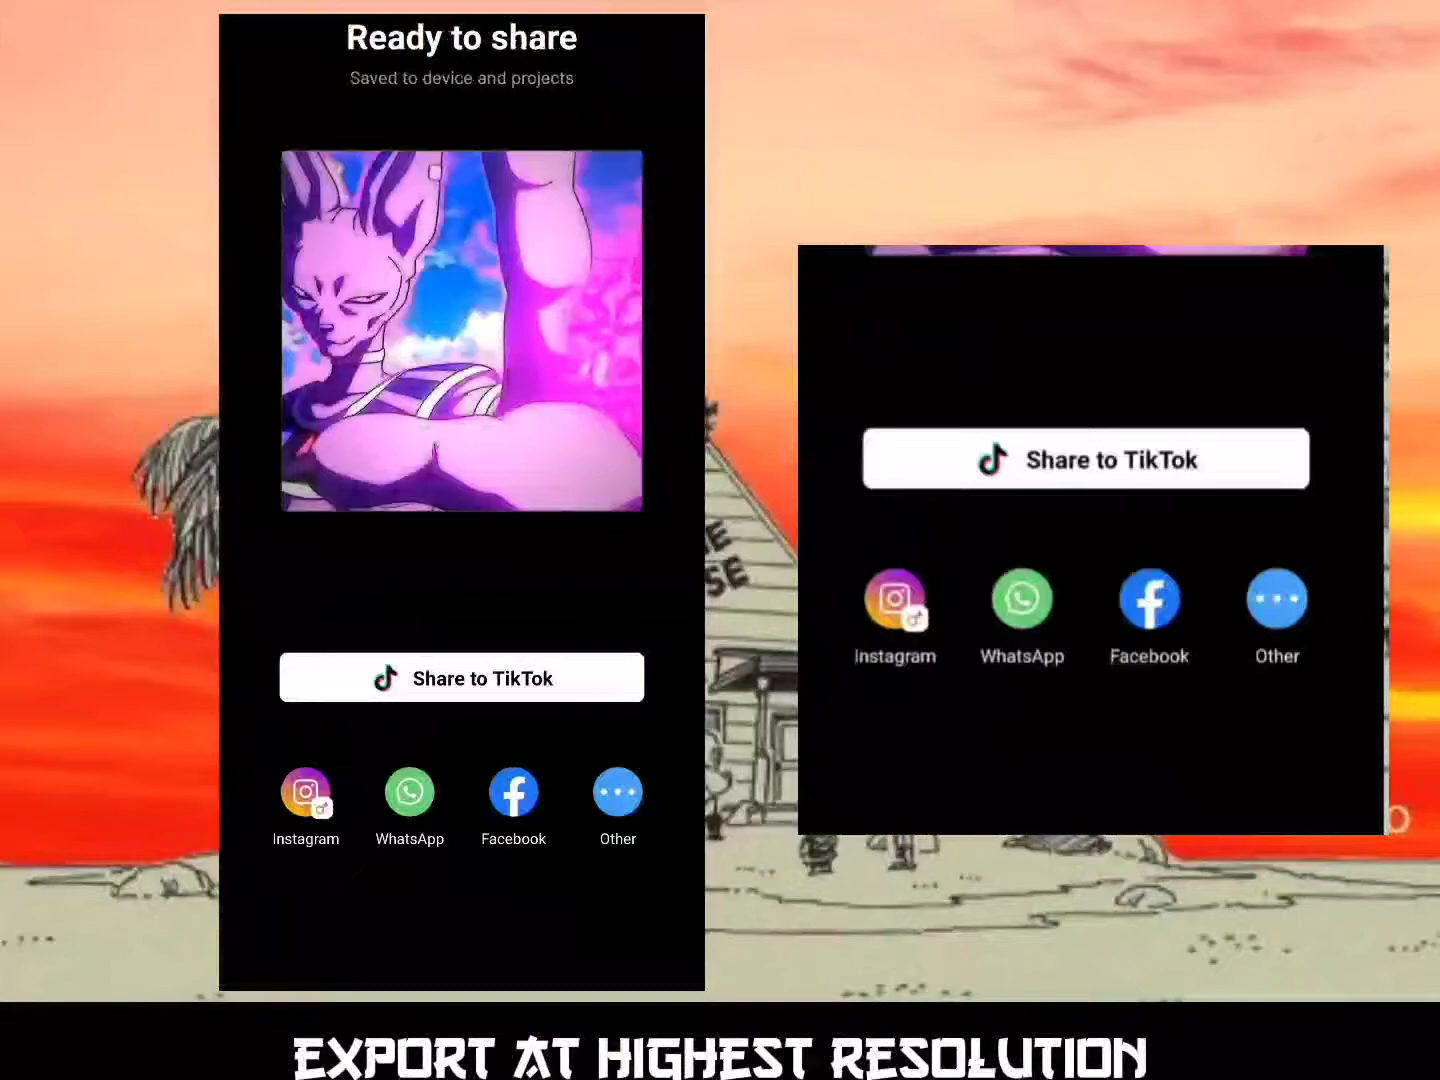 Ready to share
Saved to device and projects
Share to TikTok
Instagram WhatsApp Facebook Other
Share to TikTok
Instagram WhatsApp Facebook Other
SE
EXPORT AT HIGHEST RESOLUTION